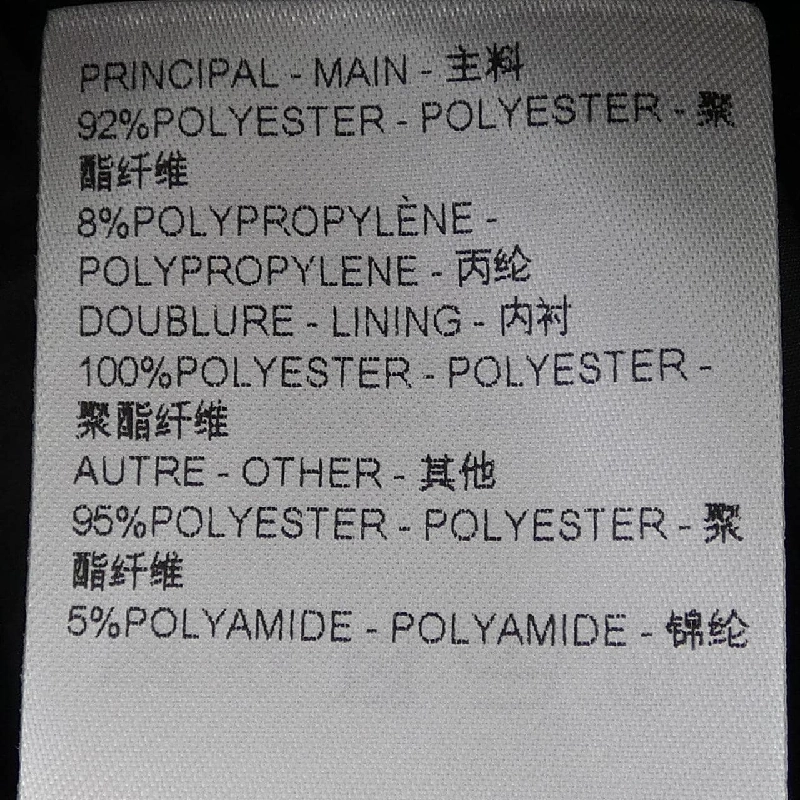 PRINCIPAL - MAIN - 主料
92%POLYESTER - POLYESTER - 聚
酯纤维
8%POLYPROPYLÈNE -
POLYPROPYLENE - 丙纶
DOUBLURE - LINING - 内衬
100%POLYESTER - POLYESTER -
聚酯纤维
AUTRE - OTHER - 其他
95%POLYESTER - POLYESTER - 聚
酯纤维
5%POLYAMIDE - POLYAMIDE - 锦纶